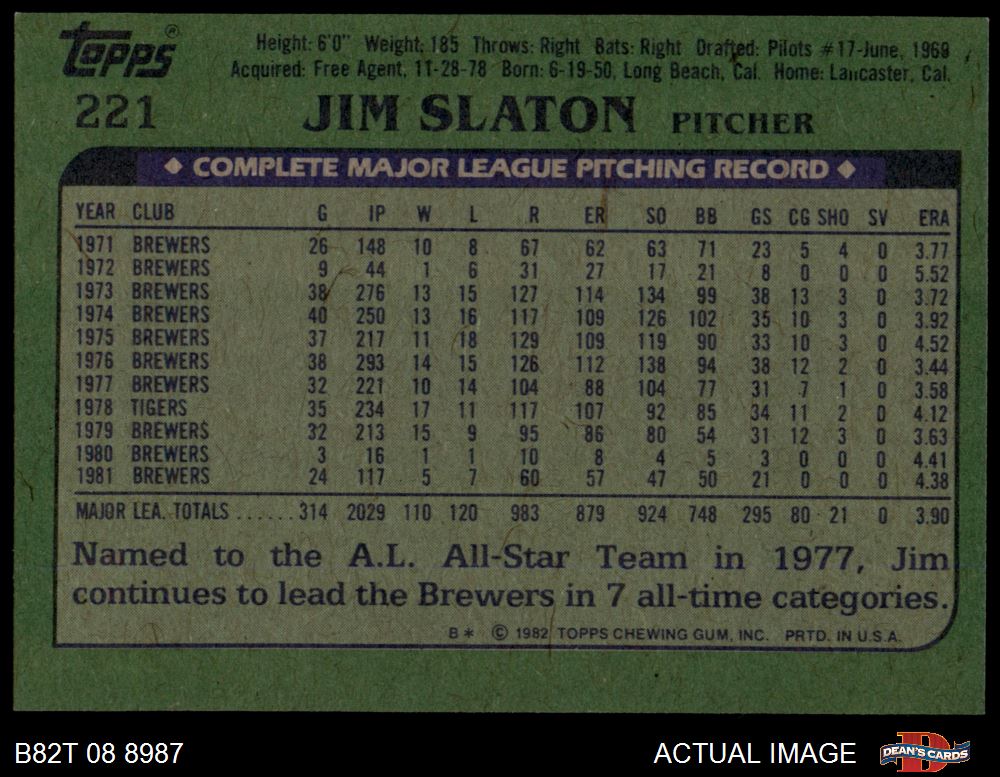 Topps®
Height: 6'0" Weight: 185 Throws: Right Bats: Right Drafted: Pilots #17-June, 1969
Acquired: Free Agent, 11-28-78 Born: 6-19-50, Long Beach, Cal. Home: Lancaster, Cal.
221 JIM SLATON PITCHER
◆ COMPLETE MAJOR LEAGUE PITCHING RECORD ◆
YEAR CLUB G IP W L R ER SO BB GS CG SHO SV ERA
1971 BREWERS 26 148 10 8 67 62 63 71 23 5 4 0 3.77
1972 BREWERS 9 44 1 6 31 27 17 21 8 0 0 0 5.52
1973 BREWERS 38 276 13 15 127 114 134 99 38 13 3 0 3.72
1974 BREWERS 40 250 13 16 117 109 126 102 35 10 3 0 3.92
1975 BREWERS 37 217 11 18 129 109 119 90 33 10 3 0 4.52
1976 BREWERS 38 293 14 15 126 112 138 94 38 12 2 0 3.44
1977 BREWERS 32 221 10 14 104 88 104 77 31 7 1 0 3.58
1978 TIGERS 35 234 17 11 117 107 92 85 34 11 2 0 4.12
1979 BREWERS 32 213 15 9 95 86 80 54 31 12 3 0 3.63
1980 BREWERS 3 16 1 1 10 8 4 5 3 0 0 0 4.41
1981 BREWERS 24 117 5 7 60 57 47 50 21 0 0 0 4.38
MAJOR LEA. TOTALS ...... 314 2029 110 120 983 879 924 748 295 80 21 0 3.90
Named to the A.L. All-Star Team in 1977, Jim
continues to lead the Brewers in 7 all-time categories.
B* © 1982 TOPPS CHEWING GUM, INC. PRTD. IN U.S.A.
B82T 08 8987 ACTUAL IMAGE DEAN'S CARDS